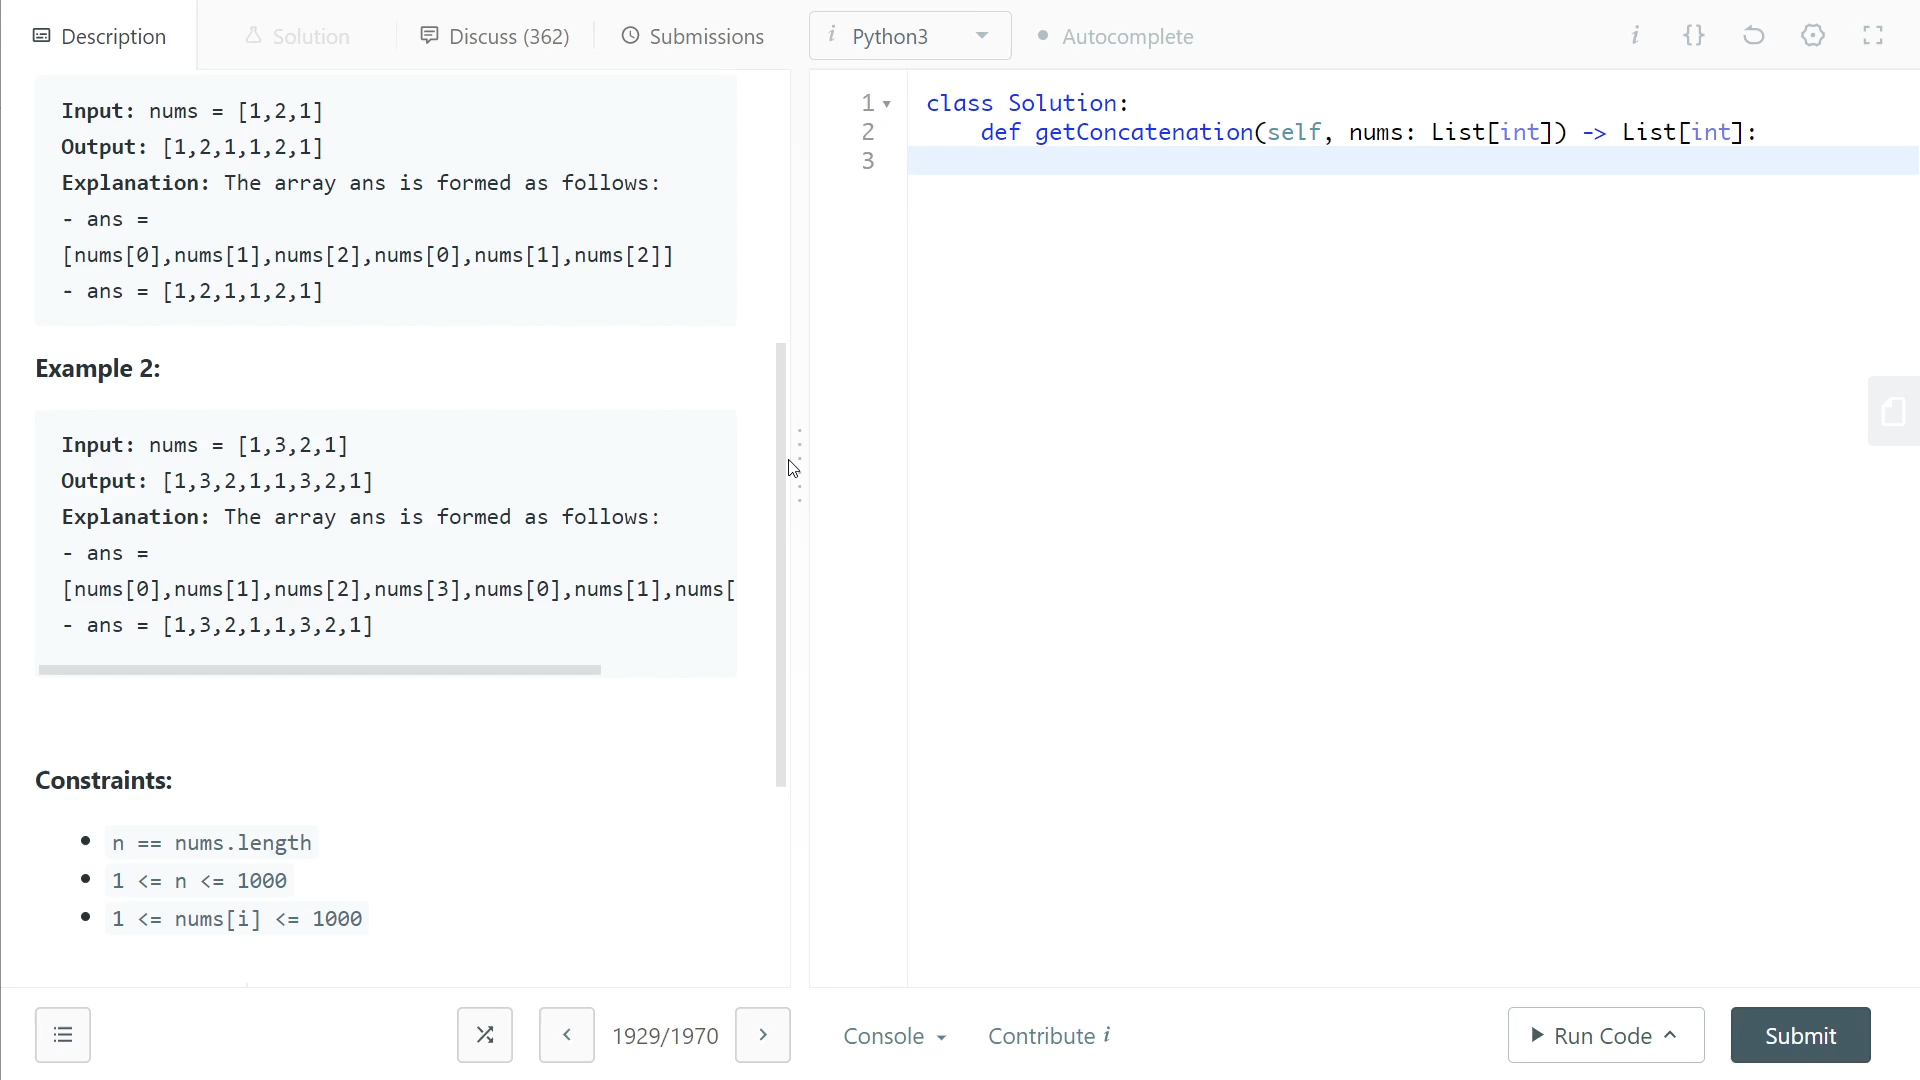 Description
Solution
Discuss (362)
Submissions
i Python3
Autocomplete
i {}
Input: nums = [1,2,1]
Output: [1,2,1,1,2,1]
Explanation: The array ans is formed as follows:
- ans =
[nums[0],nums[1],nums[2],nums[0],nums[1],nums[2]]
- ans = [1,2,1,1,2,1]
Example 2:
Input: nums = [1,3,2,1]
Output: [1,3,2,1,1,3,2,1]
Explanation: The array ans is formed as follows:
- ans =
[nums[0],nums[1],nums[2],nums[3],nums[0],nums[1],nums[
- ans = [1,3,2,1,1,3,2,1]
Constraints:
n == nums.length
1 <= n <= 1000
1 <= nums[i] <= 1000
1 class Solution:
2 def getConcatenation(self, nums: List[int]) -> List[int]:
3
1929/1970
Console
Contribute i
Run Code
Submit